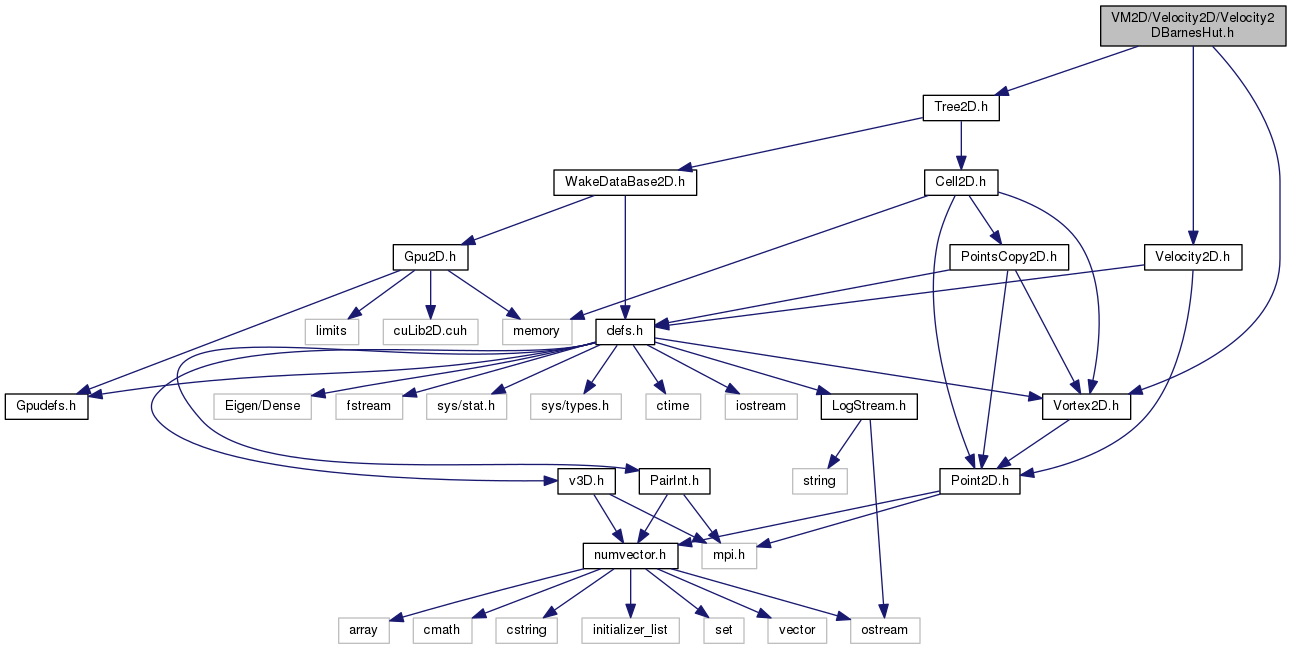 VM2D/Velocity2D/Velocity2
DBarnesHut.h
Tree2D.h
WakeDataBase2D.h
Cell2D.h
Gpu2D.h
PointsCopy2D.h
Velocity2D.h
limits
cuLib2D.cuh
memory
defs.h
Gpudefs.h
Eigen/Dense
fstream
sys/stat.h
sys/types.h
ctime
iostream
LogStream.h
Vortex2D.h
v3D.h
PairInt.h
string
Point2D.h
numvector.h
mpi.h
array
cmath
cstring
initializer_list
set
vector
ostream